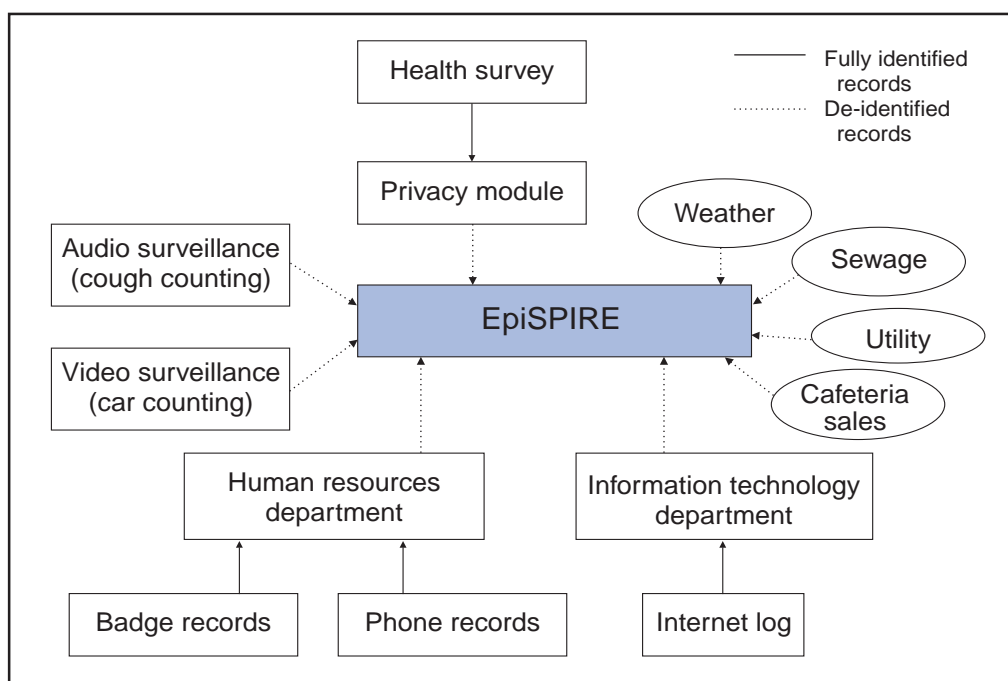 Health survey
Fully identified
records
De-identified
records
Privacy module
Weather
Audio surveillance
(cough counting)
Sewage
EpiSPIRE
Utility
Video surveillance
(car counting)
Cafeteria
sales
Human resources
department
Information technology
department
Badge records
Phone records
Internet log